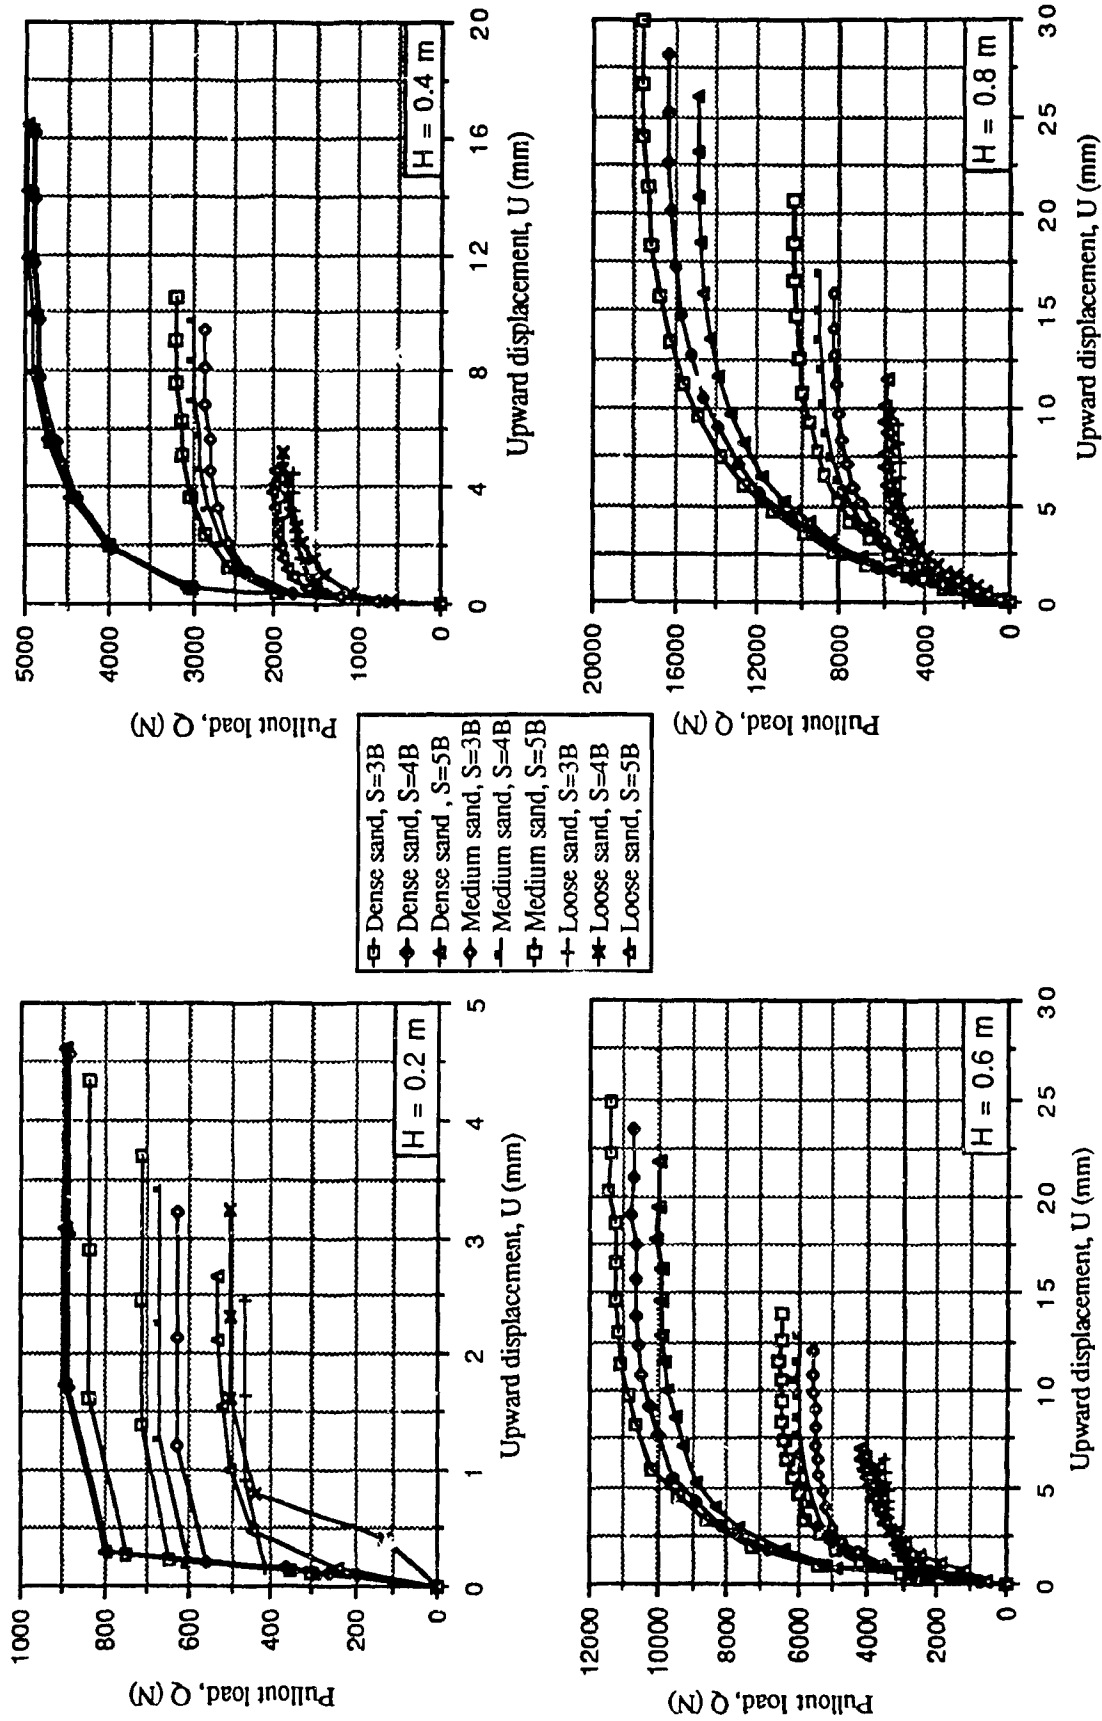 1000
800
600
400
200
0
Pullout load, Q (N)
0
1
2
3
4
5
Upward displacement, U (mm)
H = 0.2 m
5000
4000
3000
2000
1000
0
Pullout load, Q (N)
0
4
8
12
16
20
Upward displacement, U (mm)
H = 0.4 m
Dense sand, S=3B
Dense sand, S=4B
Dense sand , S=5B
Medium sand, S=3B
Medium sand, S=4B
Medium sand, S=5B
Loose sand, S=3B
Loose sand, S=4B
Loose sand, S=5B
12000
10000
8000
6000
4000
2000
0
Pullout load, Q (N)
0
5
10
15
20
25
30
Upward displacement, U (mm)
H = 0.6 m
20000
16000
12000
8000
4000
0
Pullout load, Q (N)
0
5
10
15
20
25
30
Upward displacement, U (mm)
H = 0.8 m